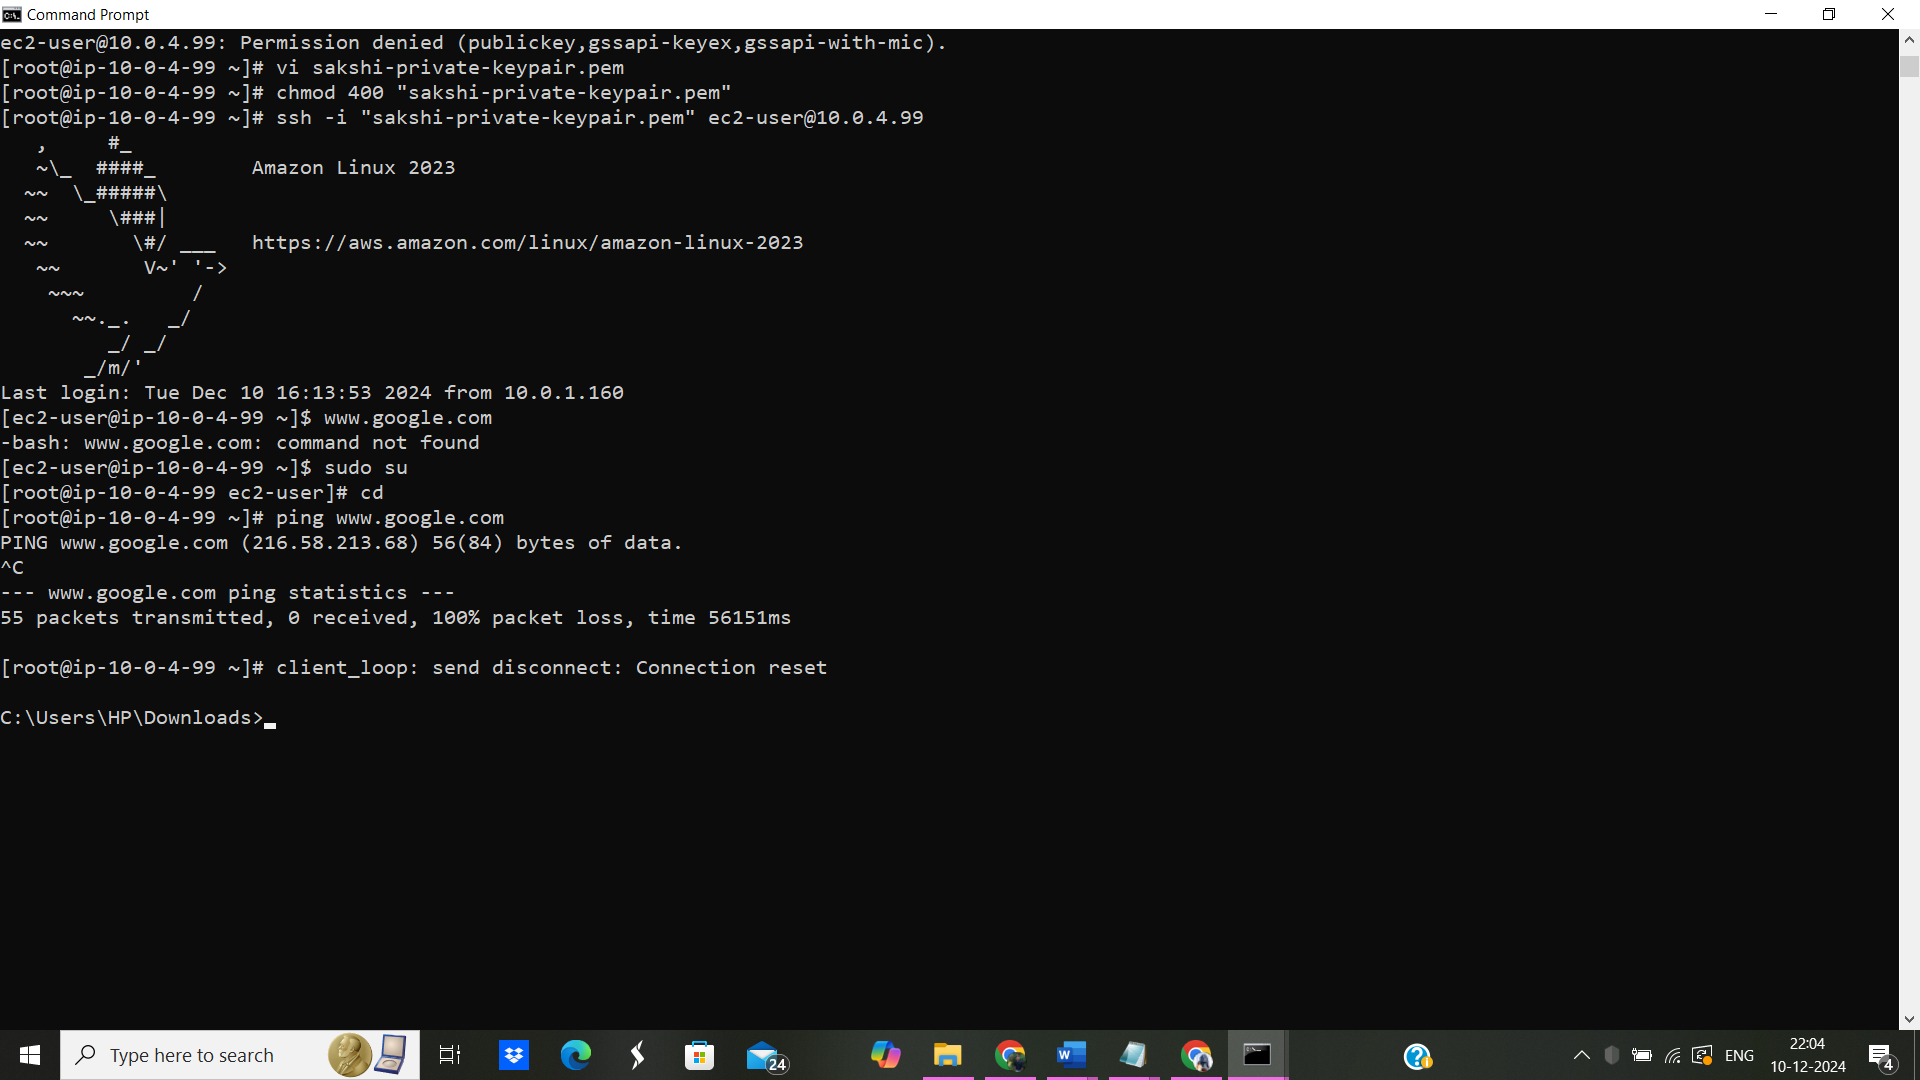 Command Prompt
ec2-user@10.0.4.99: Permission denied (publickey,gssapi-keyex,gssapi-with-mic).
[root@ip-10-0-4-99 ~]# vi sakshi-private-keypair.pem
[root@ip-10-0-4-99 ~]# chmod 400 "sakshi-private-keypair.pem"
[root@ip-10-0-4-99 ~]# ssh -i "sakshi-private-keypair.pem" ec2-user@10.0.4.99
   ,     #_
   ~\_  ####_        Amazon Linux 2023
  ~~  \_#####\
  ~~     \###|
  ~~       \#/ ___   https://aws.amazon.com/linux/amazon-linux-2023
   ~~       V~' '->
    ~~~         /
      ~~._.   _/
         _/ _/
       _/m/'
Last login: Tue Dec 10 16:13:53 2024 from 10.0.1.160
[ec2-user@ip-10-0-4-99 ~]$ www.google.com
-bash: www.google.com: command not found
[ec2-user@ip-10-0-4-99 ~]$ sudo su
[root@ip-10-0-4-99 ec2-user]# cd
[root@ip-10-0-4-99 ~]# ping www.google.com
PING www.google.com (216.58.213.68) 56(84) bytes of data.
^C
--- www.google.com ping statistics ---
55 packets transmitted, 0 received, 100% packet loss, time 56151ms
[root@ip-10-0-4-99 ~]# client_loop: send disconnect: Connection reset
C:\Users\HP\Downloads>
Type here to search
24
ENG
22:04
10-12-2024
4